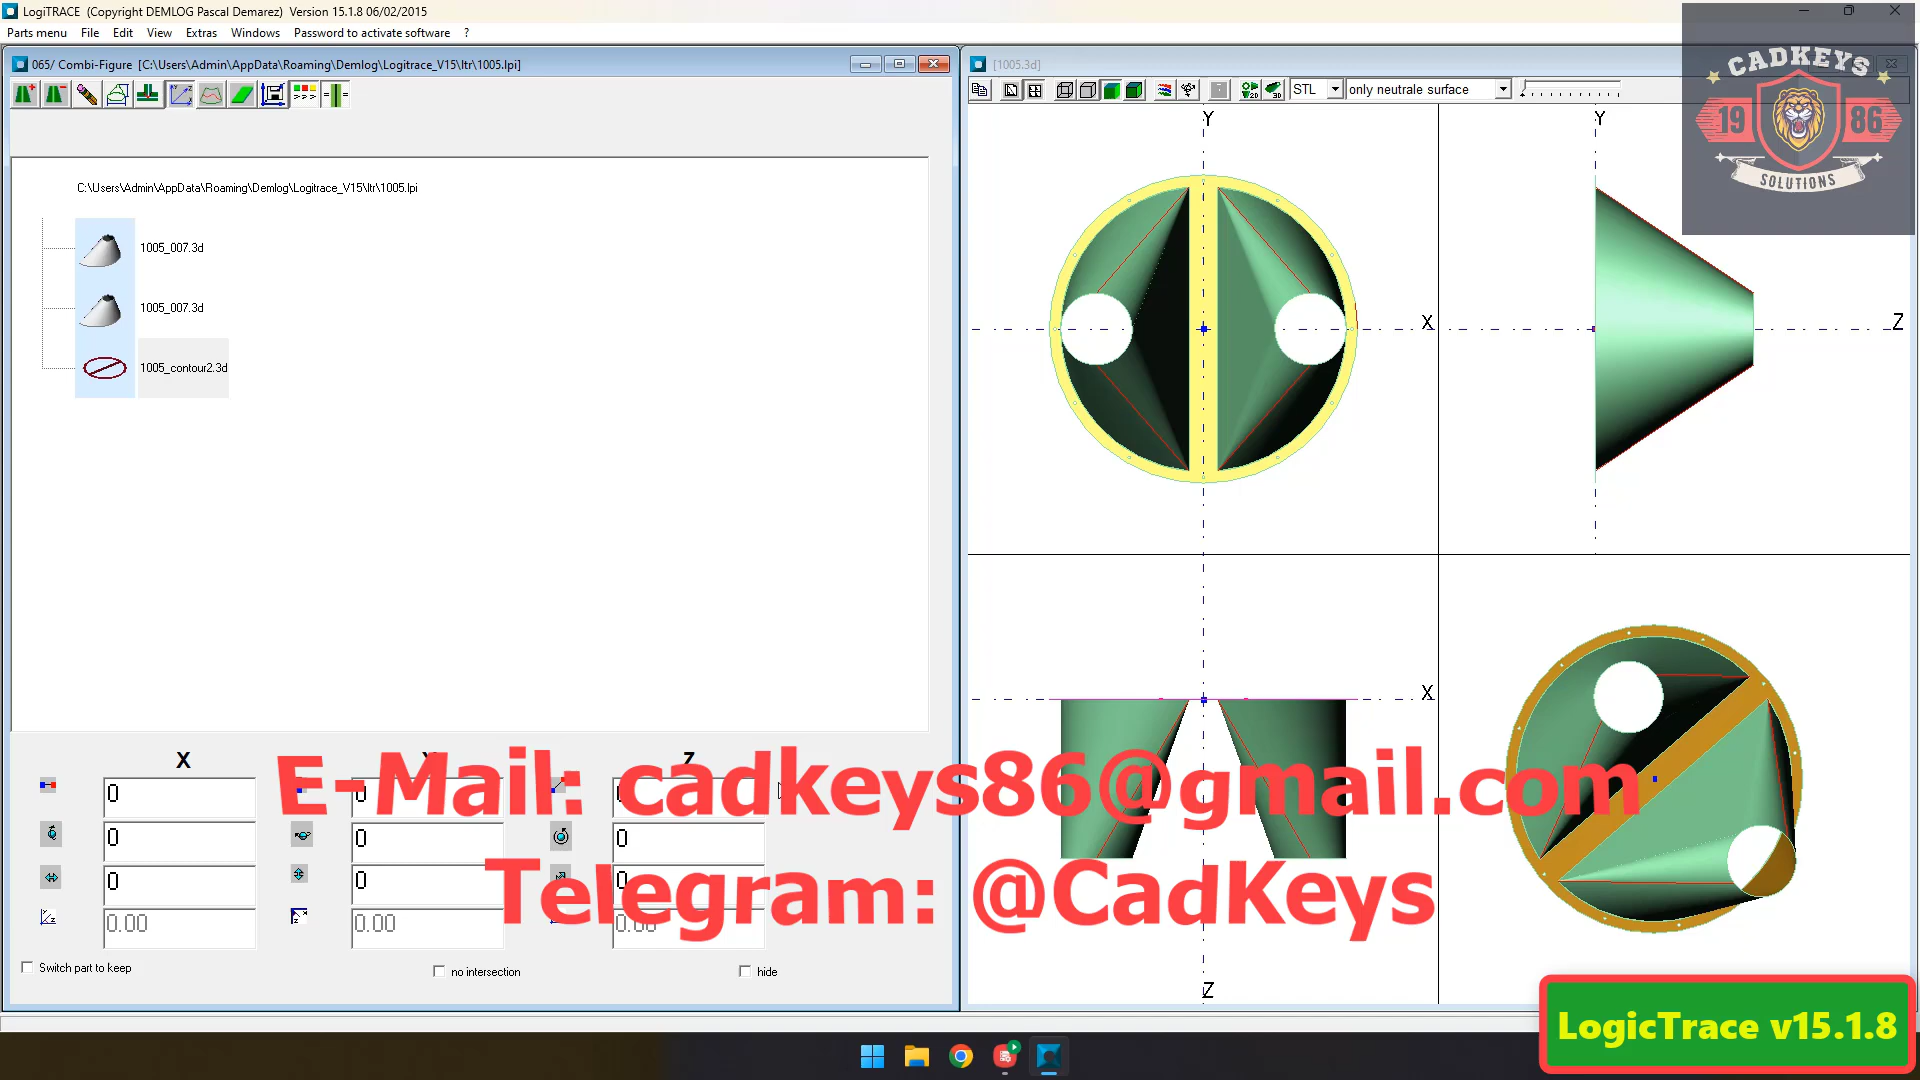 LogiTRACE (Copyright DEMLOG Pascal Demarez) Version 15.1.8 06/02/2015
Parts menu File Edit View Extras Windows Password to activate software ?
065/ Combi-Figure [C:\Users\Admin\AppData\Roaming\Demlog\Logitrace_V15\ltr\1005.lpi]
[1005.3d]
STL only neutrale surface
CADKEYS
19 86
SOLUTIONS
C:\Users\Admin\AppData\Roaming\Demlog\Logitrace_V15\ltr\1005.lpi
1005_007.3d
1005_007.3d
1005_contour2.3d
Y
X
Y
Z
X
Z
X Z
0 0
0 0 0
0 0 0
0.00 0.00 0.00
Switch part to keep no intersection hide
E-Mail: cadkeys86@gmail.com
Telegram: @CadKeys
LogicTrace v15.1.8